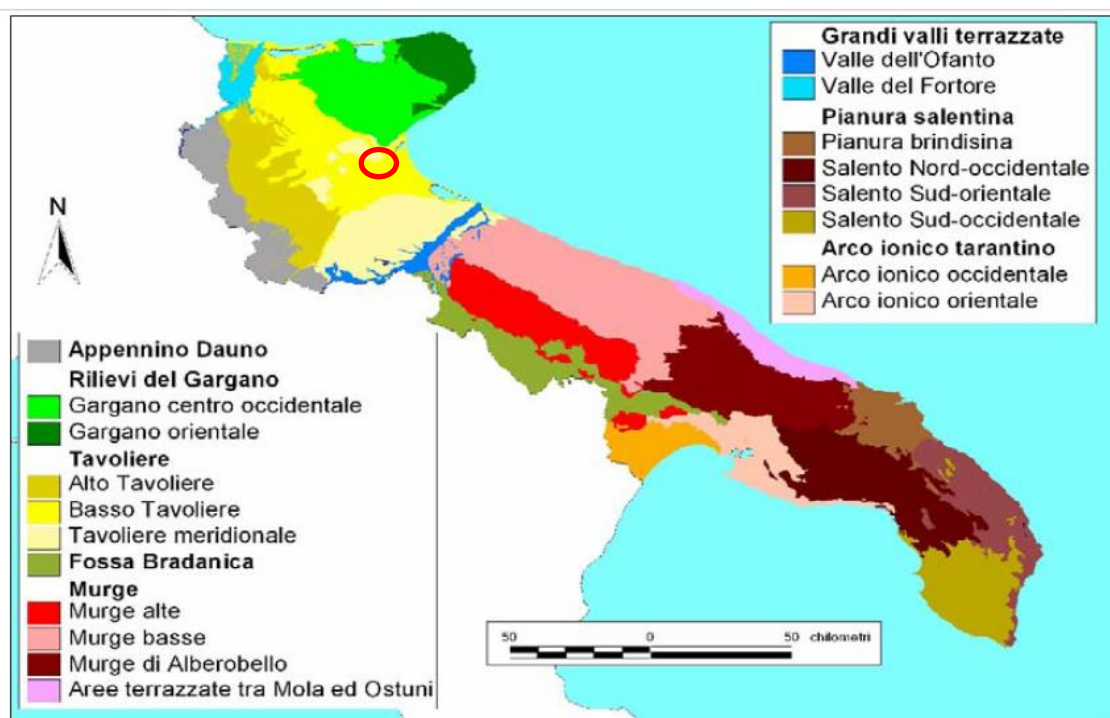 Grandi valli terrazzate
Valle dell'Ofanto
Valle del Fortore
Pianura salentina
Pianura brindisina
Salento Nord-occidentale
Salento Sud-orientale
Salento Sud-occidentale
Arco ionico tarantino
Arco ionico occidentale
Arco ionico orientale
N
Appennino Dauno
Rilievi del Gargano
Gargano centro occidentale
Gargano orientale
Tavoliere
Alto Tavoliere
Basso Tavoliere
Tavoliere meridionale
Fossa Bradanica
Murge
Murge alte
Murge basse
Murge di Alberobello
Aree terrazzate tra Mola ed Ostuni
50 0 50 chilometri